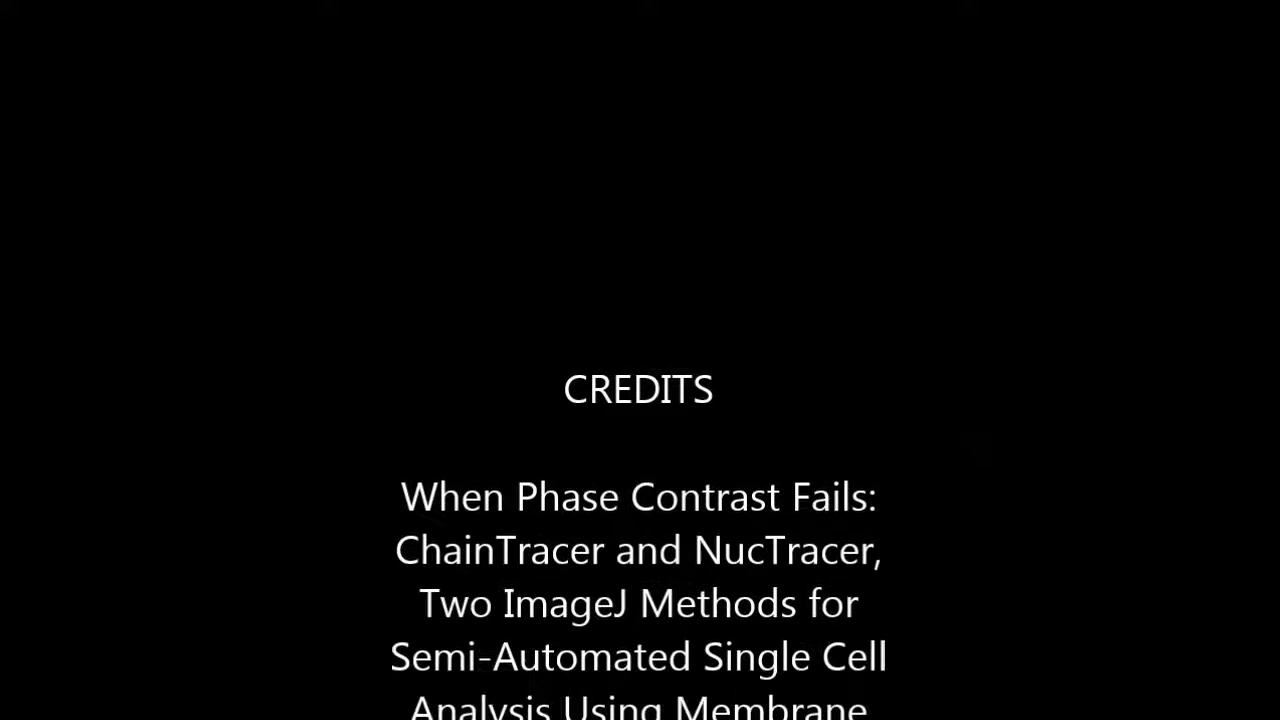 CREDITS
When Phase Contrast Fails:
ChainTracer and NucTracer,
Two ImageJ Methods for
Semi-Automated Single Cell
Analysis Using Membrane